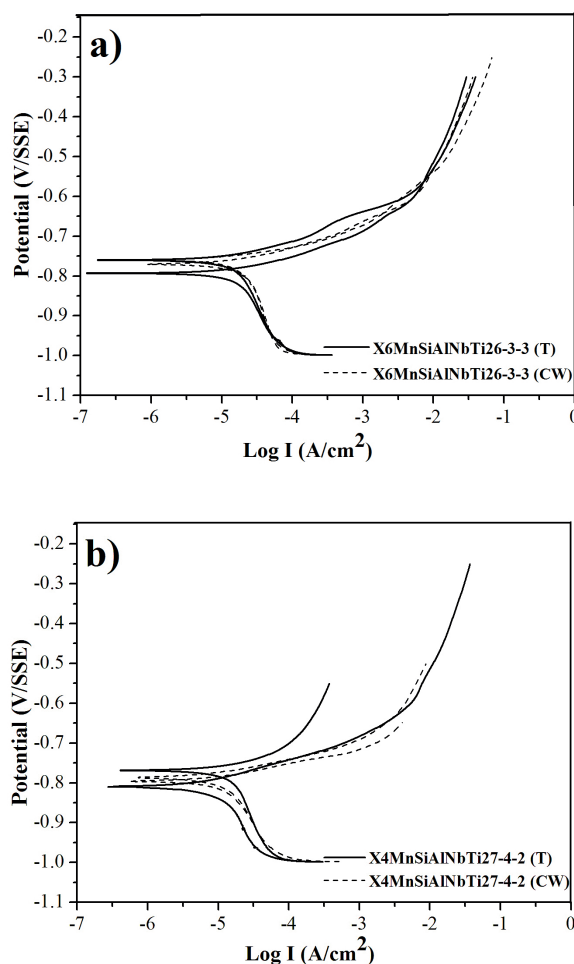 a)
-0.2
-0.3
-0.4
-0.5
-0.6
-0.7
-0.8
-0.9
-1.0
-1.1
Potential (V/SSE)
X6MnSiAlNbTi26-3-3 (T)
X6MnSiAlNbTi26-3-3 (CW)
-7 -6 -5 -4 -3 -2 -1 0
Log I (A/cm²)
b)
-0.2
-0.3
-0.4
-0.5
-0.6
-0.7
-0.8
-0.9
-1.0
-1.1
Potential (V/SSE)
X4MnSiAlNbTi27-4-2 (T)
X4MnSiAlNbTi27-4-2 (CW)
-7 -6 -5 -4 -3 -2 -1 0
Log I (A/cm²)